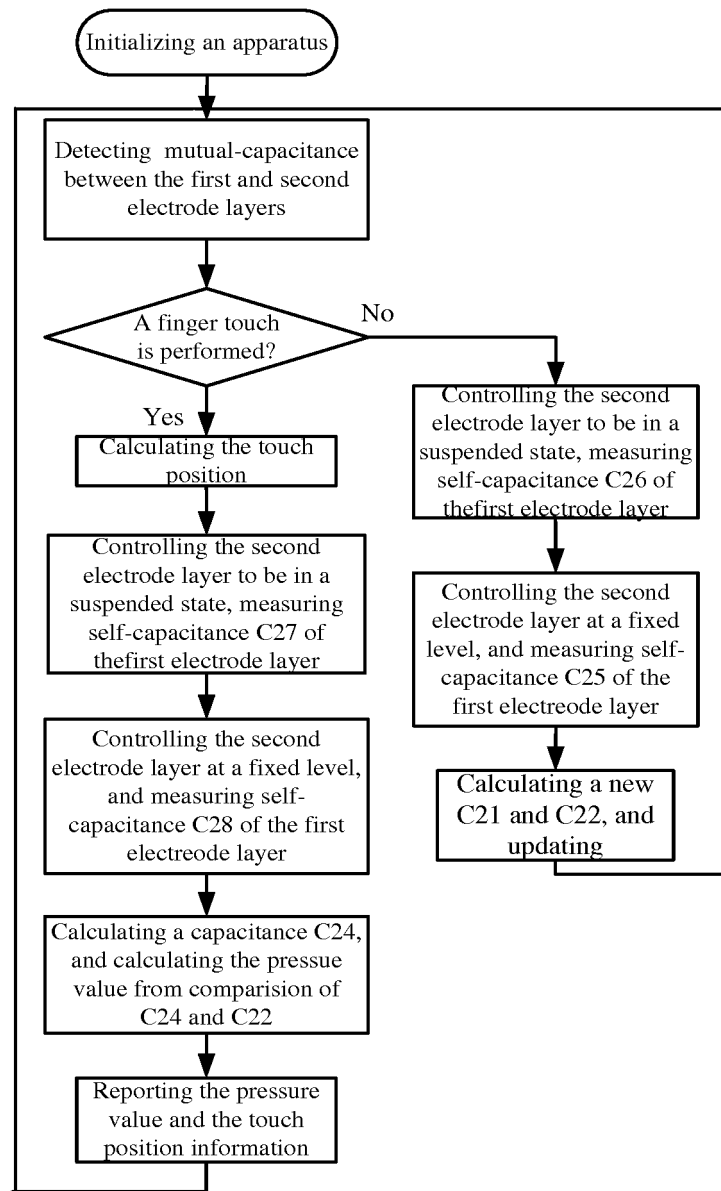 Initializing an apparatus
Detecting mutual-capacitance
between the first and second
electrode layers
A finger touch
is performed?
No
Yes
Calculating the touch
position
Controlling the second
electrode layer to be in a
suspended state, measuring
self-capacitance C27 of
thefirst electrode layer
Controlling the second
electrode layer at a fixed level,
and measuring self-
capacitance C28 of the first
electreode layer
Calculating a capacitance C24,
and calculating the pressue
value from comparision of
C24 and C22
Reporting the pressure
value and the touch
position information
Controlling the second
electrode layer to be in a
suspended state, measuring
self-capacitance C26 of
thefirst electrode layer
Controlling the second
electrode layer at a fixed
level, and measuring self-
capacitance C25 of the
first electreode layer
Calculating a new
C21 and C22, and
updating